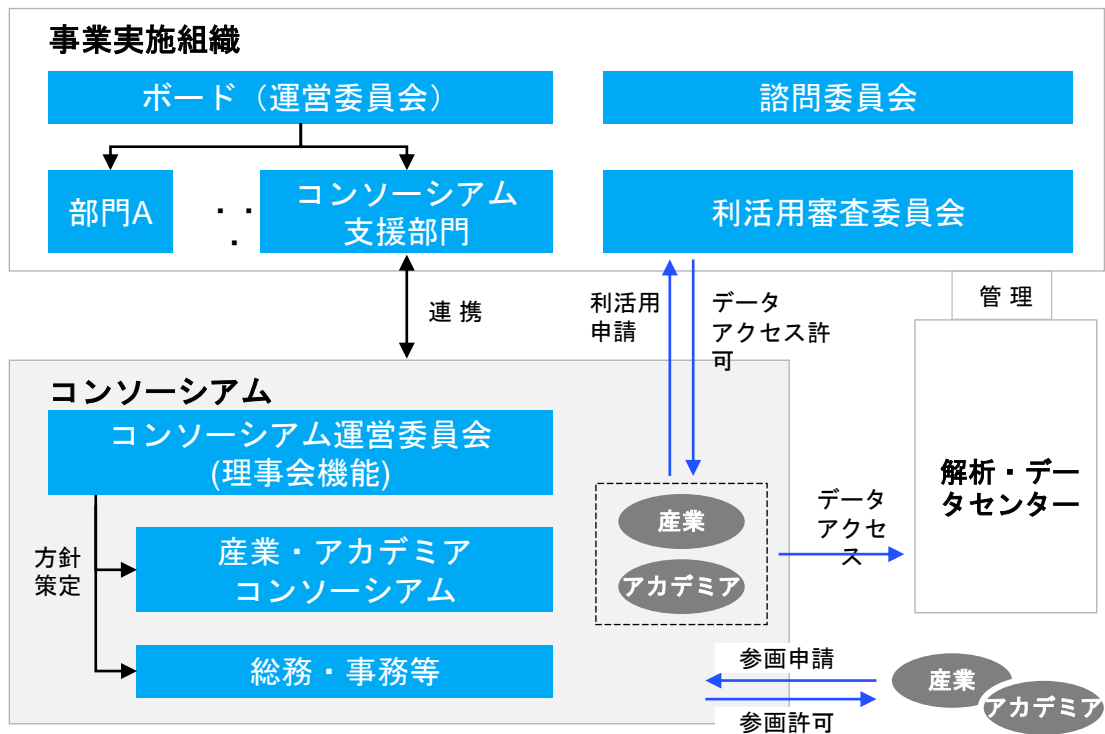 事業実施組織
ボード（運営委員会）
諮問委員会
部門A
・・
・
コンソーシアム
支援部門
利活用審査委員会
連 携
利活用
申請
データ
アクセス許
可
管 理
コンソーシアム
コンソーシアム運営委員会
(理事会機能)
方針
策定
産業・アカデミア
コンソーシアム
総務・事務等
産業
アカデミア
データ
アクセ
ス
解析・デー
タセンター
参画申請
参画許可
産業
アカデミア